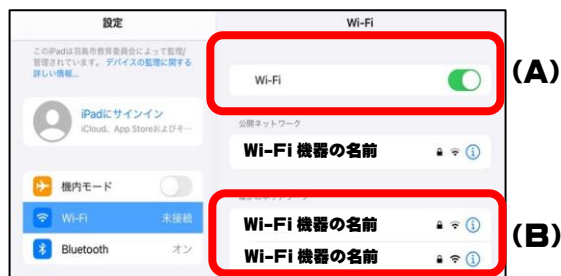 設定
Wi-Fi
このiPadは羽島市教育委員会によって監理/
管理されています。デバイスの監理に関する
詳しい情報...
Wi-Fi
(A)
iPadにサインイン
iCloud、App Storeおよびそ…
公開ネットワーク
Wi-Fi 機器の名前
機内モード
Wi-Fi 未接続
Wi-Fi 機器の名前
(B)
Bluetooth オン
Wi-Fi 機器の名前